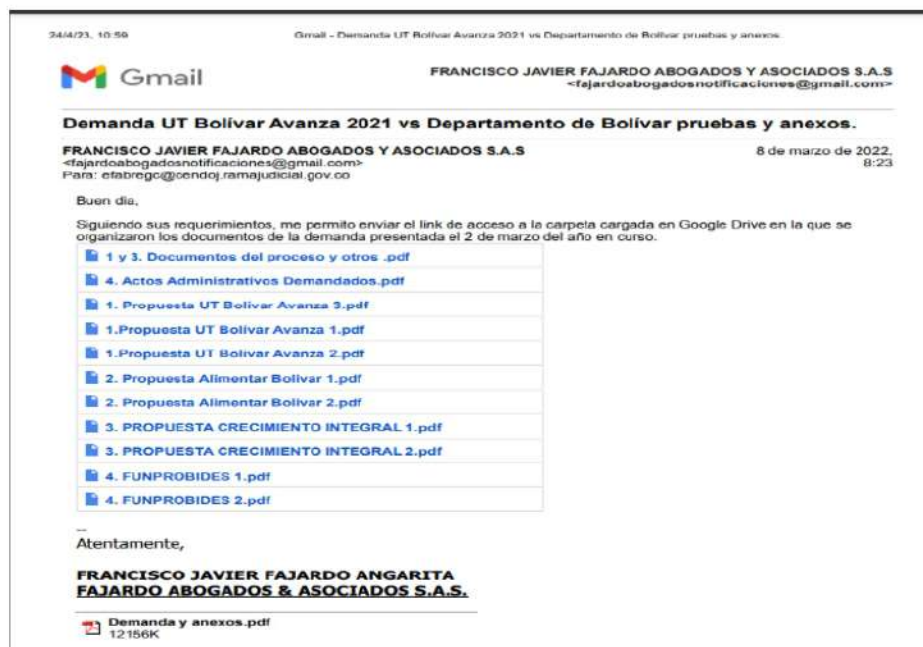 24/4/23, 10:59 Gmail - Demanda UT Bolívar Avanza 2021 vs Departamento de Bolívar pruebas y anexos.
Gmail
FRANCISCO JAVIER FAJARDO ABOGADOS Y ASOCIADOS S.A.S
<fajardoabogadosnotificaciones@gmail.com>
Demanda UT Bolívar Avanza 2021 vs Departamento de Bolívar pruebas y anexos.
FRANCISCO JAVIER FAJARDO ABOGADOS Y ASOCIADOS S.A.S 8 de marzo de 2022,
<fajardoabogadosnotificaciones@gmail.com> 8:23
Para: efabregc@cendoj.ramajudicial.gov.co
Buen dia,
Siguiendo sus requerimientos, me permito enviar el link de acceso a la carpeta cargada en Google Drive en la que se
organizaron los documentos de la demanda presentada el 2 de marzo del año en curso.
1 y 3. Documentos del proceso y otros .pdf
4. Actos Administrativos Demandados.pdf
1. Propuesta UT Bolivar Avanza 3.pdf
1.Propuesta UT Bolivar Avanza 1.pdf
1.Propuesta UT Bolivar Avanza 2.pdf
2. Propuesta Alimentar Bolivar 1.pdf
2. Propuesta Alimentar Bolivar 2.pdf
3. PROPUESTA CRECIMIENTO INTEGRAL 1.pdf
3. PROPUESTA CRECIMIENTO INTEGRAL 2.pdf
4. FUNPROBIDES 1.pdf
4. FUNPROBIDES 2.pdf
--
Atentamente,
FRANCISCO JAVIER FAJARDO ANGARITA
FAJARDO ABOGADOS & ASOCIADOS S.A.S.
Demanda y anexos.pdf
12156K